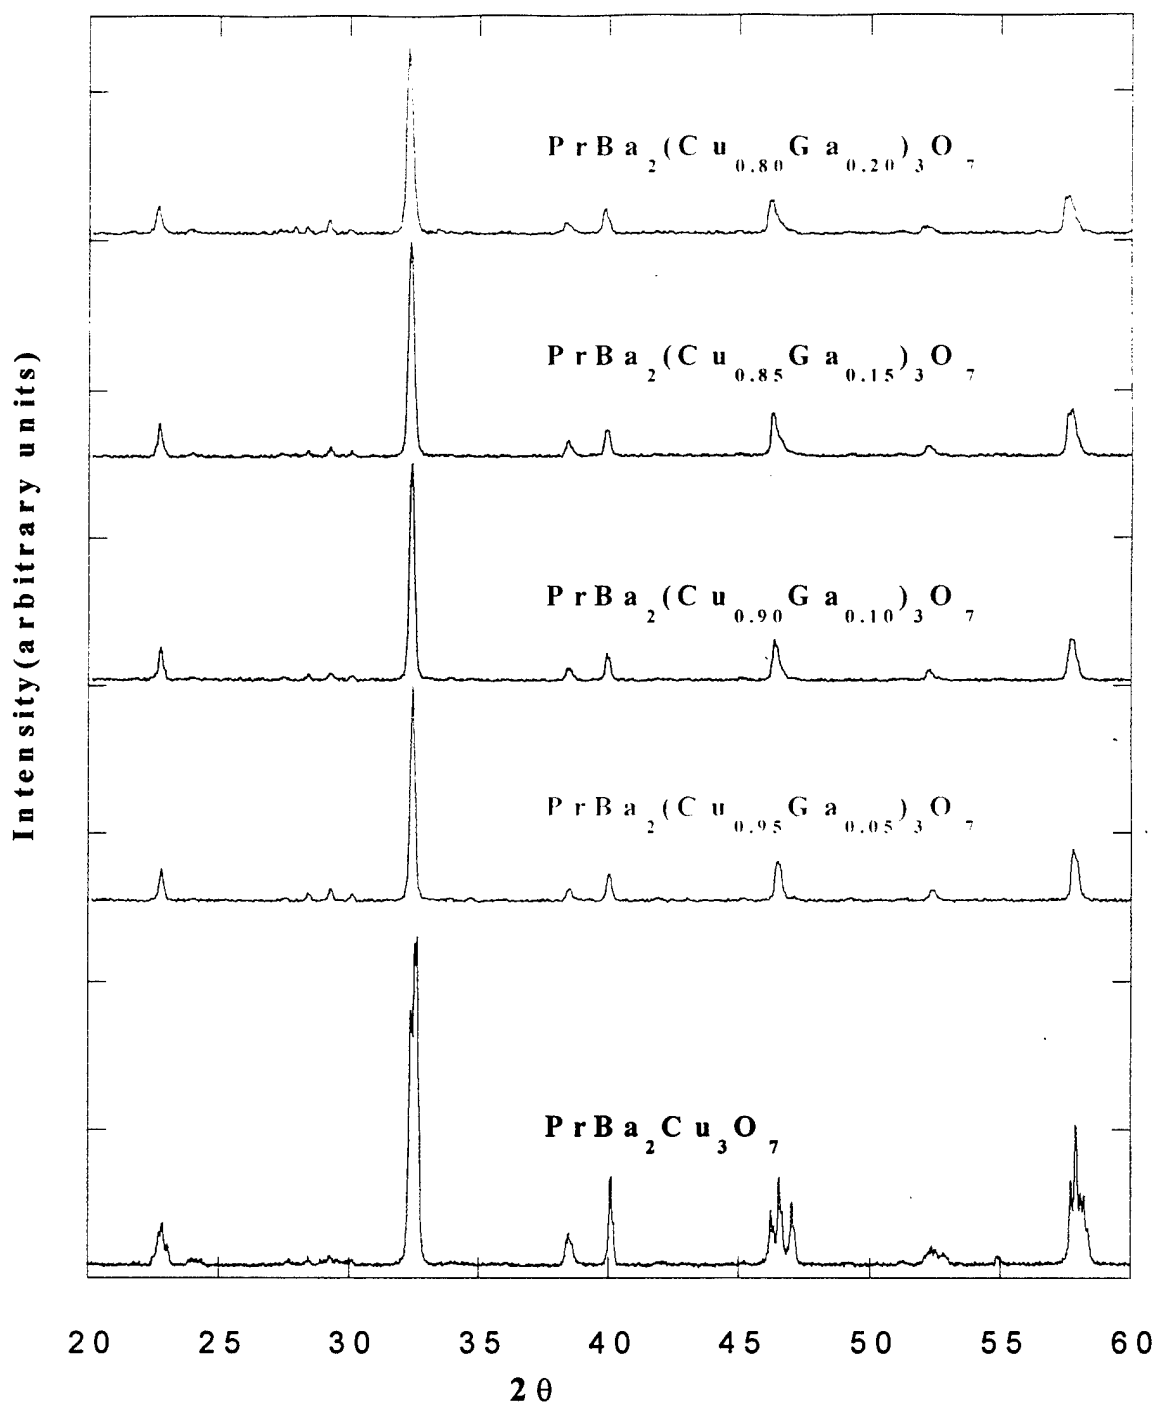 PrBa₂(Cu₀.₈₀Ga₀.₂₀)₃O₇
PrBa₂(Cu₀.₈₅Ga₀.₁₅)₃O₇
PrBa₂(Cu₀.₉₀Ga₀.₁₀)₃O₇
PrBa₂(Cu₀.₉₅Ga₀.₀₅)₃O₇
PrBa₂Cu₃O₇
Intensity(arbitrary units)
20 25 30 35 40 45 50 55 60
2θ